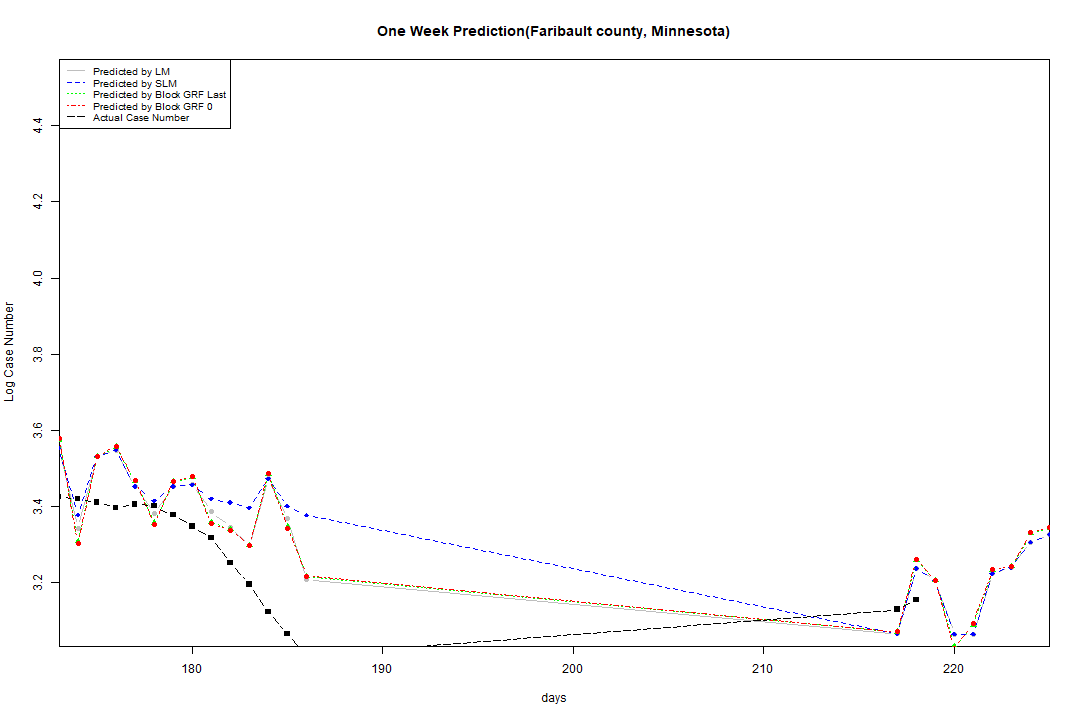 One Week Prediction(Faribault county, Minnesota)
Predicted by LM
Predicted by SLM
Predicted by Block GRF Last
Predicted by Block GRF 0
Actual Case Number
4.4
4.2
4.0
3.8
3.6
3.4
3.2
Log Case Number
180 190 200 210 220
days